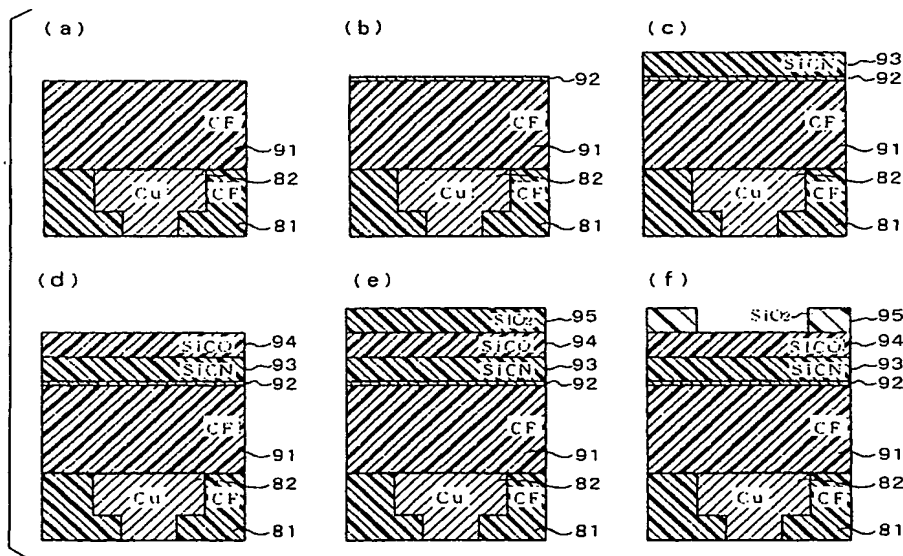 (a)
CF
91
82
Cu
CF
81
(b)
92
CF
91
82
Cu
CF
81
(c)
SiCN
93
92
CF
91
82
Cu
CF
81
(d)
SiCO
94
SiCN
93
92
CF
91
82
Cu
CF
81
(e)
SiO₂
95
SiCO
94
SiCN
93
92
CF
91
82
Cu
CF
81
(f)
SiO₂
95
SiCO
94
SiCN
93
92
CF
91
82
Cu
CF
81